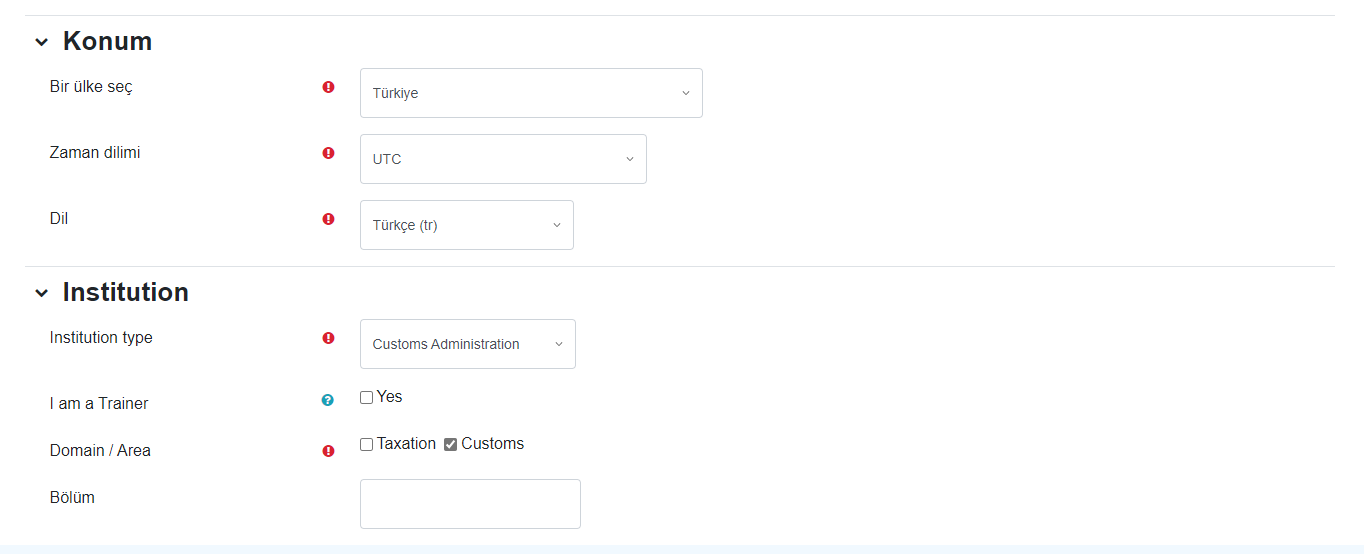 Konum
Bir ülke seç
Türkiye
Zaman dilimi
UTC
Dil
Türkçe (tr)
Institution
Institution type
Customs Administration
I am a Trainer
Yes
Domain / Area
Taxation Customs
Bölüm